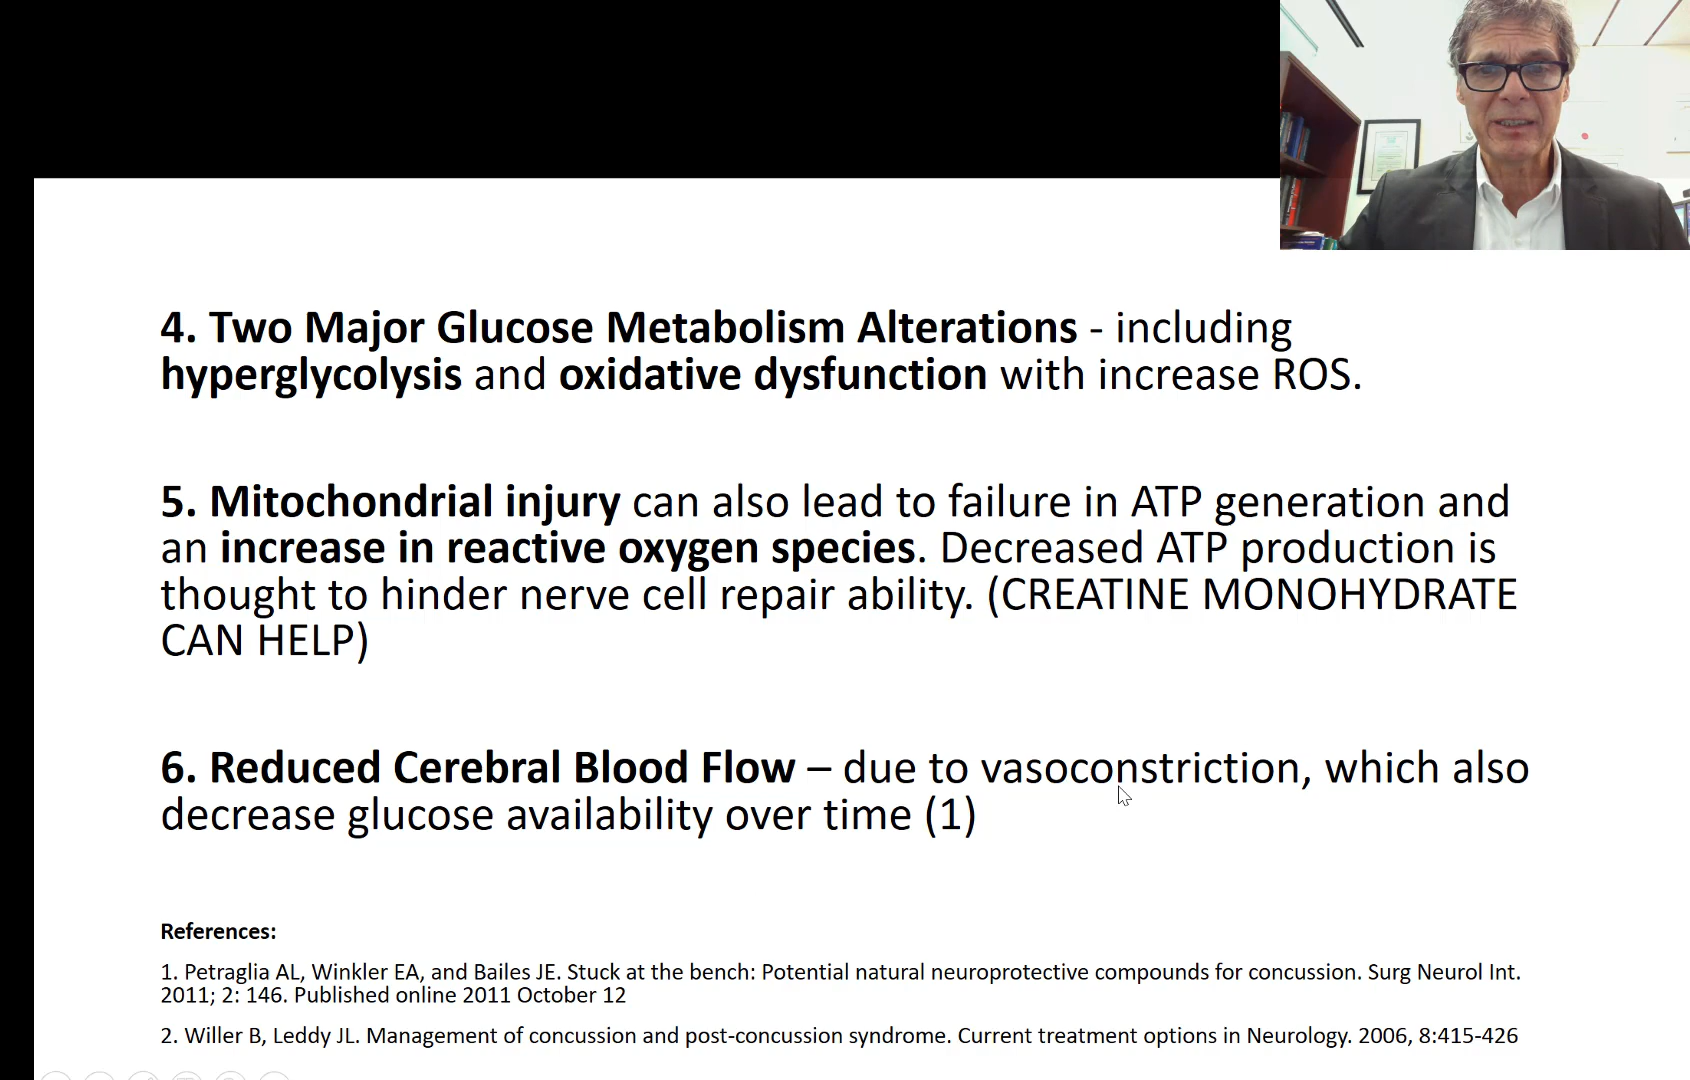 4. Two Major Glucose Metabolism Alterations - including
hyperglycolysis and oxidative dysfunction with increase ROS.
5. Mitochondrial injury can also lead to failure in ATP generation and
an increase in reactive oxygen species. Decreased ATP production is
thought to hinder nerve cell repair ability. (CREATINE MONOHYDRATE
CAN HELP)
6. Reduced Cerebral Blood Flow – due to vasoconstriction, which also
decrease glucose availability over time (1)
References:
1. Petraglia AL, Winkler EA, and Bailes JE. Stuck at the bench: Potential natural neuroprotective compounds for concussion. Surg Neurol Int.
2011; 2: 146. Published online 2011 October 12
2. Willer B, Leddy JL. Management of concussion and post-concussion syndrome. Current treatment options in Neurology. 2006, 8:415-426